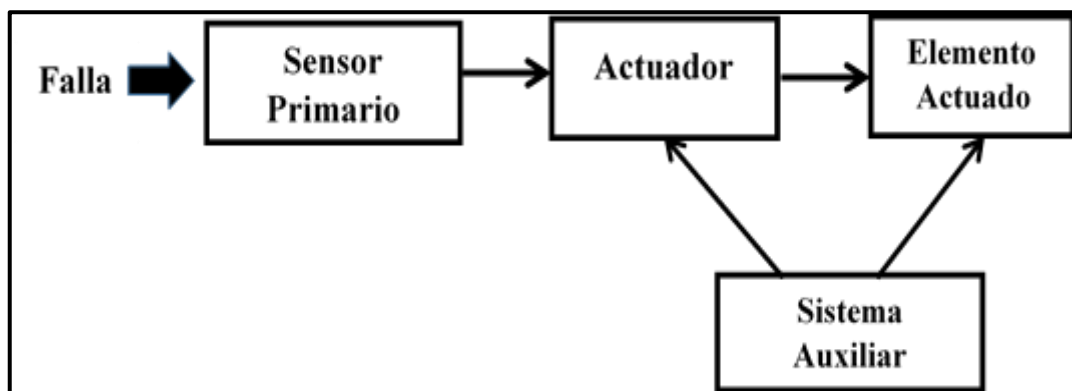 Falla
Sensor
Primario
Actuador
Elemento
Actuado
Sistema
Auxiliar